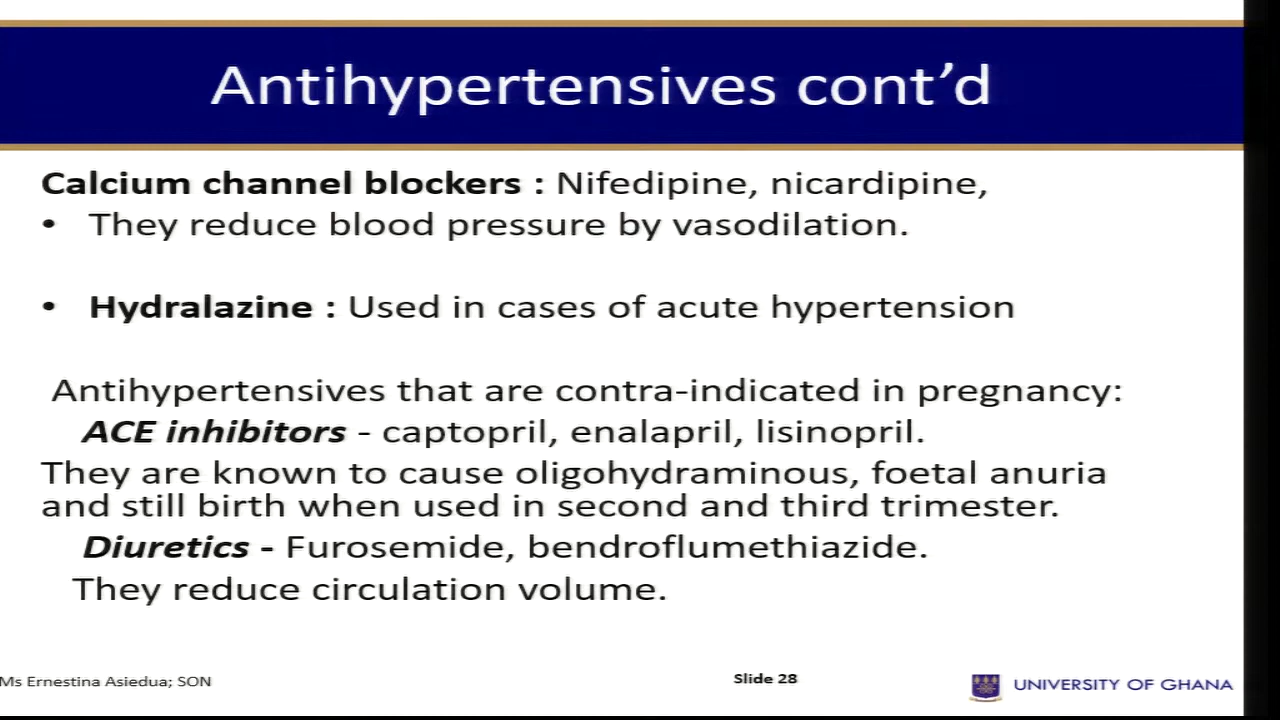 Antihypertensives cont’d
Calcium channel blockers : Nifedipine, nicardipine,
• They reduce blood pressure by vasodilation.
• Hydralazine : Used in cases of acute hypertension
Antihypertensives that are contra-indicated in pregnancy:
ACE inhibitors - captopril, enalapril, lisinopril.
They are known to cause oligohydraminous, foetal anuria
and still birth when used in second and third trimester.
Diuretics - Furosemide, bendroflumethiazide.
They reduce circulation volume.
Ms Ernestina Asiedua; SON
Slide 28
UNIVERSITY OF GHANA